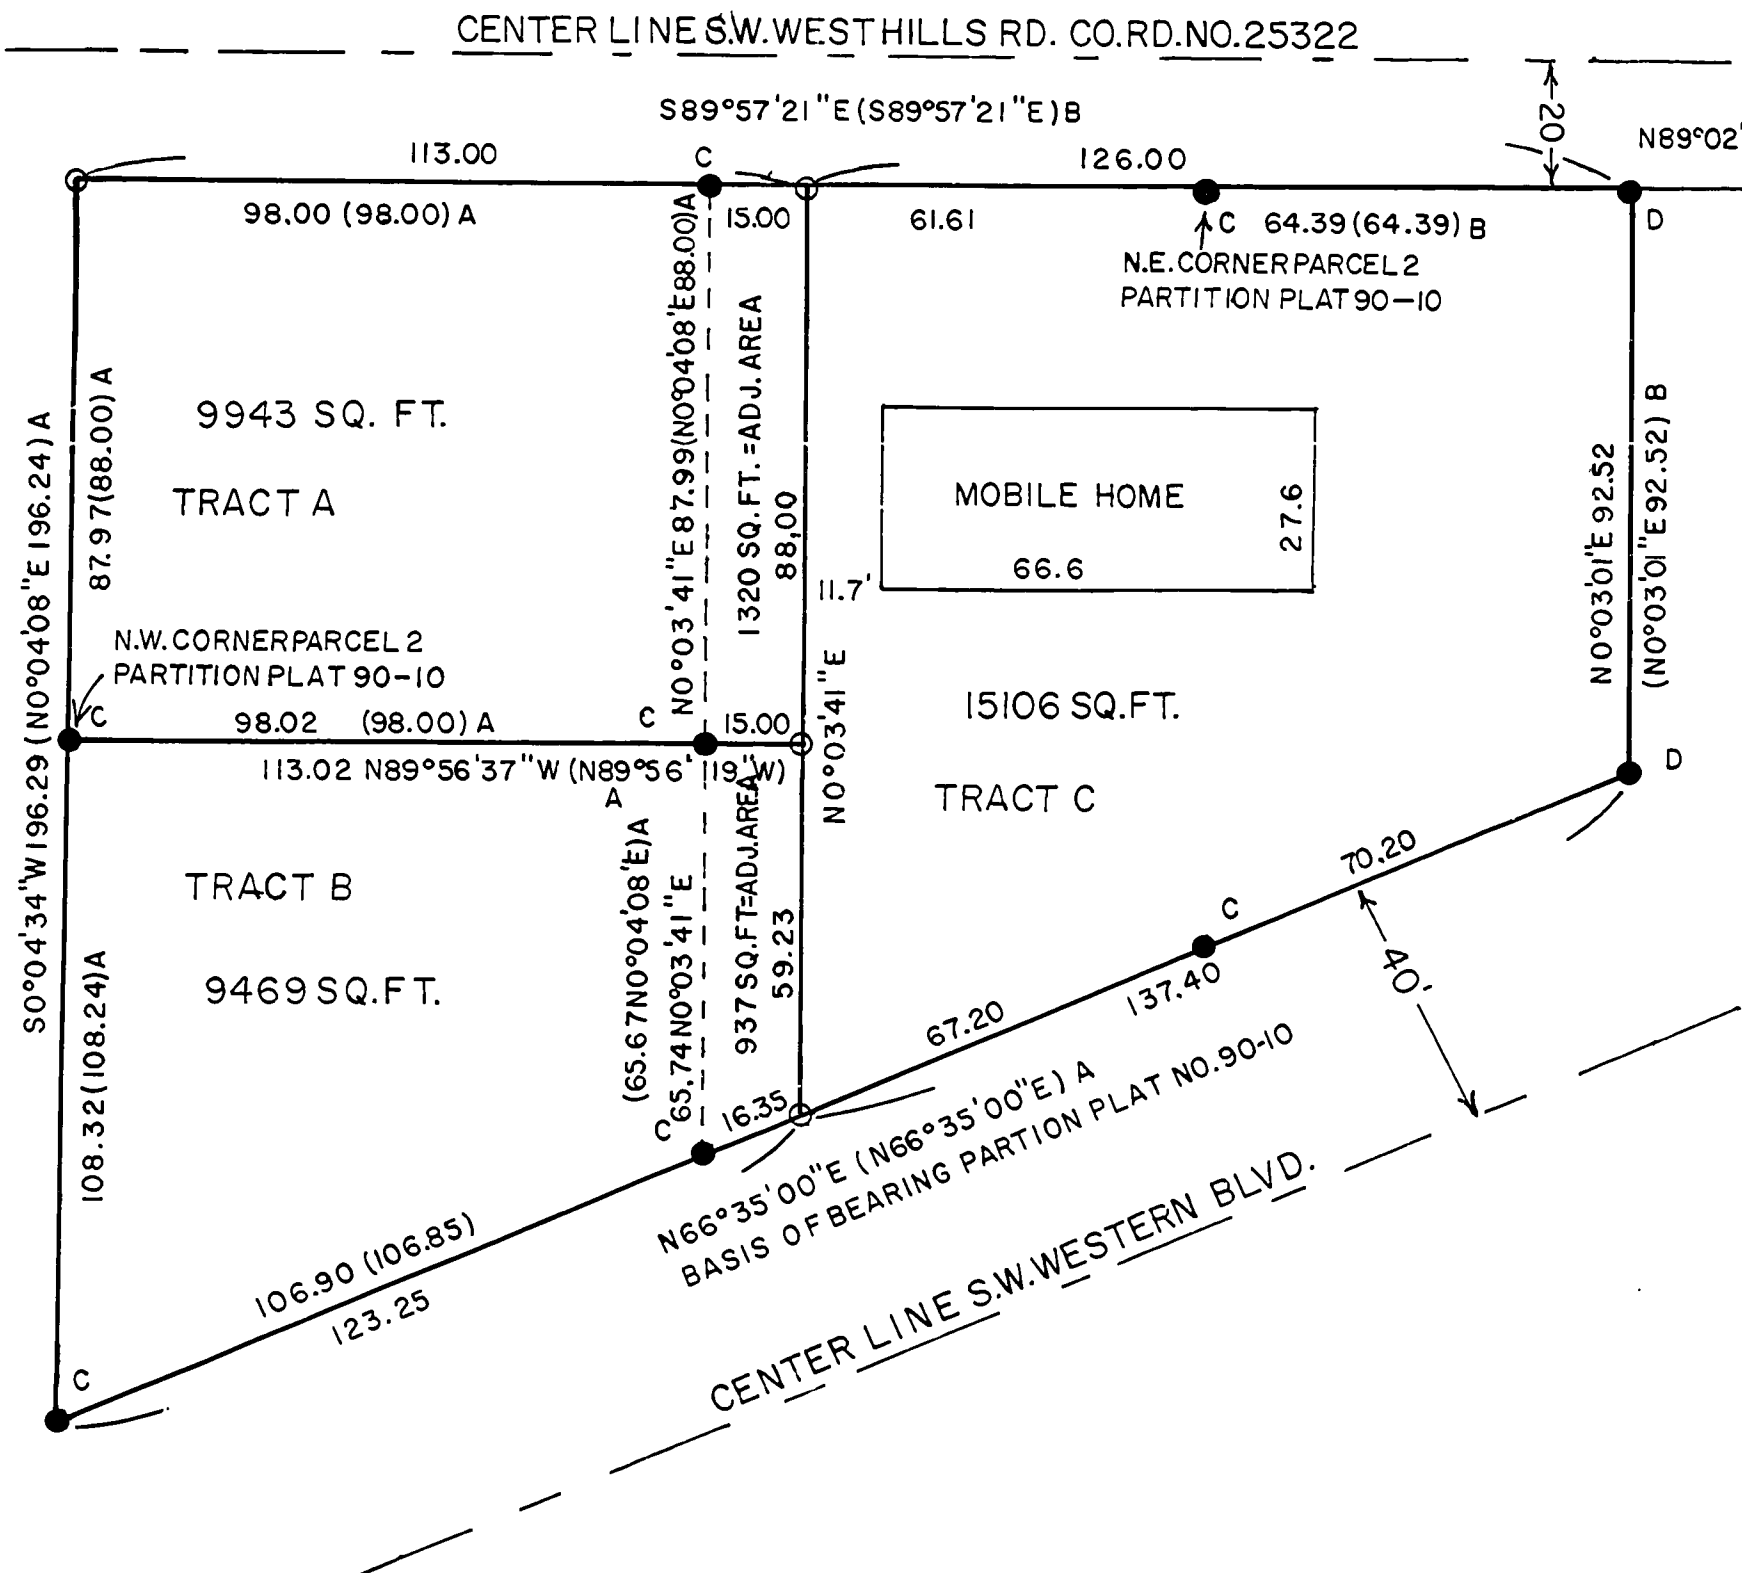 CENTER LINE S.W. WEST HILLS RD. CO. RD. NO. 25322
S89°57'21"E (S89°57'21"E) B
20'
N89°02'
113.00
C
126.00
98.00 (98.00) A
15.00
61.61
C
64.39 (64.39) B
D
N.E. CORNER PARCEL 2
PARTITION PLAT 90-10
N0°03'41"E 87.99 (N0°04'08"E 88.00) A
1320 SQ. FT. = ADJ. AREA
88.00
S0°04'34"W 196.29 (N0°04'08"E 196.24) A
87.97 (88.00) A
9943 SQ. FT.
TRACT A
MOBILE HOME
27.6
66.6
11.7'
N0°03'01"E 92.52
(N0°03'01"E 92.52) B
N.W. CORNER PARCEL 2
PARTITION PLAT 90-10
C
98.02 (98.00) A
C
15.00
113.02 N89°56'37"W (N89°56'19"W)
A
N0°03'41"E
15106 SQ. FT.
TRACT C
D
TRACT B
9469 SQ. FT.
(65.67 N0°04'08"E) A
65.74 N0°03'41"E
937 SQ. FT = ADJ. AREA
59.23
108.32 (108.24) A
70.20
C
40'
67.20
137.40
C
16.35
N66°35'00"E (N66°35'00"E) A
BASIS OF BEARING PARTION PLAT NO. 90-10
106.90 (106.85)
123.25
C
CENTER LINE S.W. WESTERN BLVD.